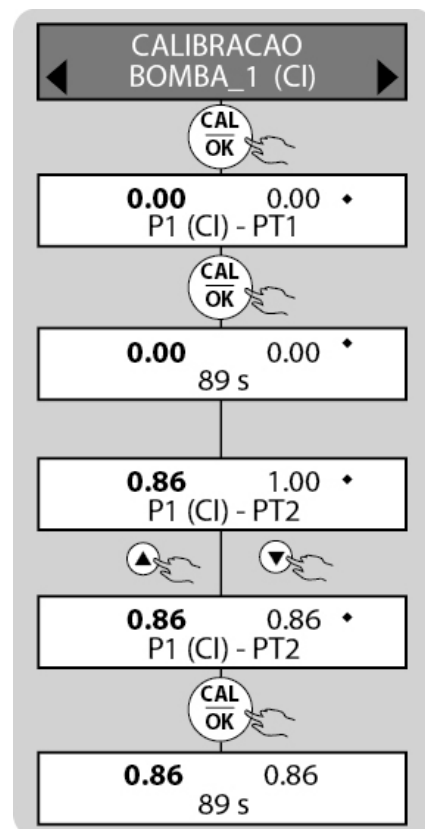 CALIBRACAO
BOMBA_1 (CI)
CAL
OK
0.00 0.00
P1 (CI) - PT1
CAL
OK
0.00 0.00
89 s
0.86 1.00
P1 (CI) - PT2
0.86 0.86
P1 (CI) - PT2
CAL
OK
0.86 0.86
89 s